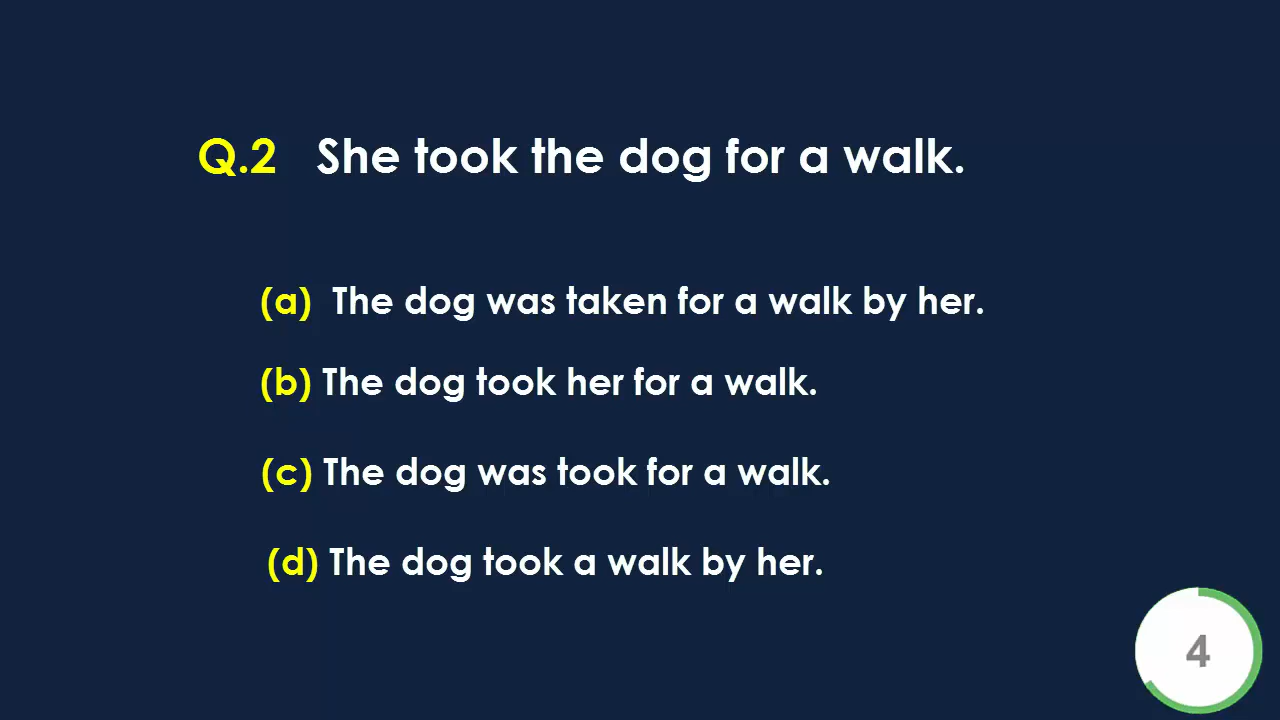 Q.2 She took the dog for a walk.
(a) The dog was taken for a walk by her.
(b) The dog took her for a walk.
(c) The dog was took for a walk.
(d) The dog took a walk by her.
4